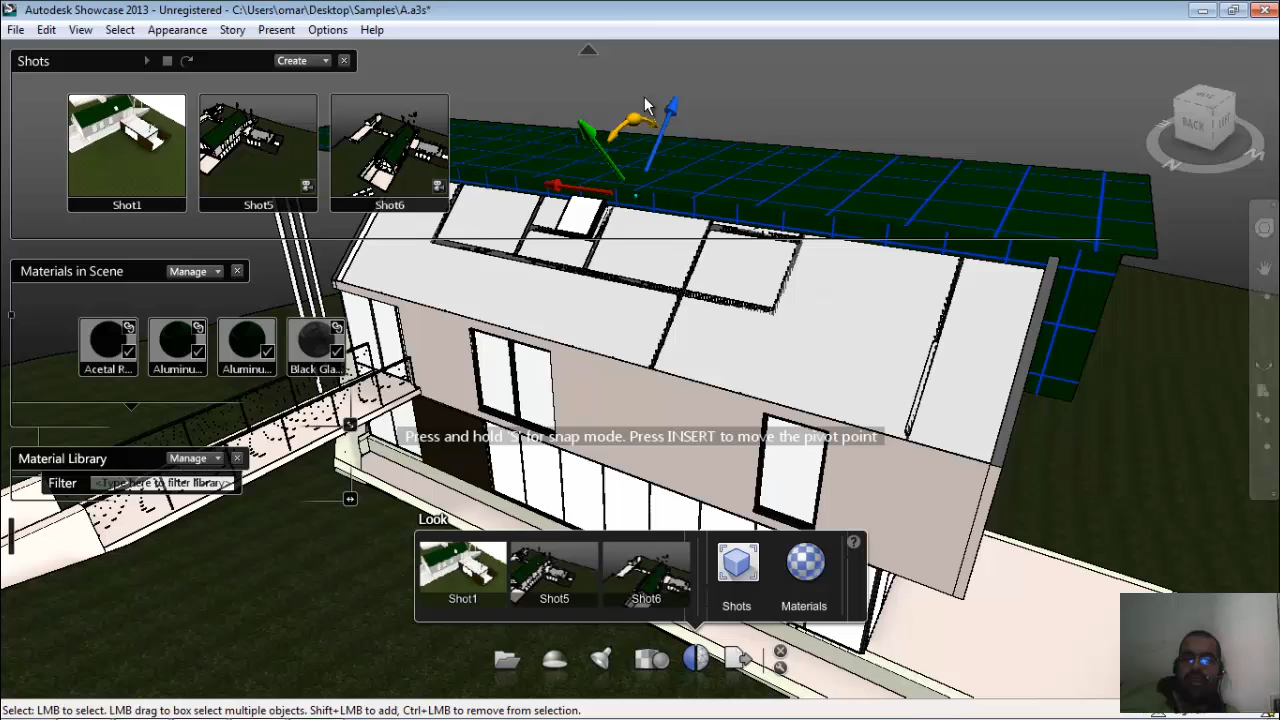 Autodesk Showcase 2013 - Unregistered - C:\Users\omar\Desktop\Samples\A.a3s*
File Edit View Select Appearance Story Present Options Help
Shots Create
Shot1 Shot5 Shot6
BACK LEFT
Materials in Scene Manage
Acetal R... Aluminu... Aluminu... Black Gla...
Press and hold 'S' for snap mode. Press INSERT to move the pivot point
Material Library Manage
Filter <Type here to filter library>
Look
Shot1 Shot5 Shot6 Shots Materials
Select: LMB to select. LMB drag to box select multiple objects. Shift+LMB to add, Ctrl+LMB to remove from selection.